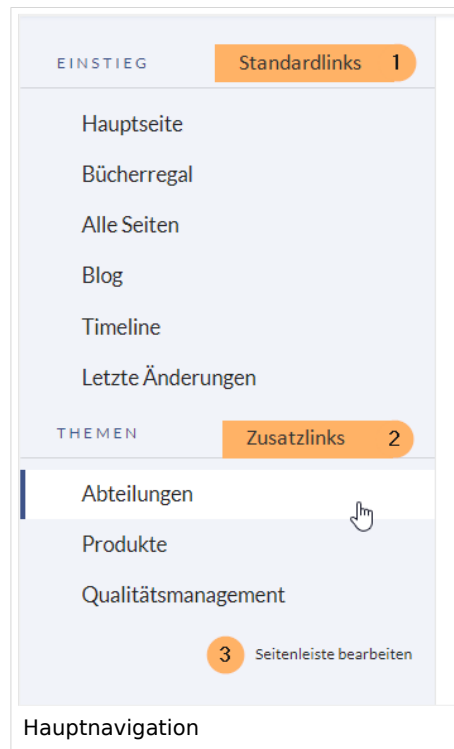 EINSTIEG Standardlinks 1
Hauptseite
Bücherregal
Alle Seiten
Blog
Timeline
Letzte Änderungen
THEMEN Zusatzlinks 2
Abteilungen
Produkte
Qualitätsmanagement
3 Seitenleiste bearbeiten
Hauptnavigation